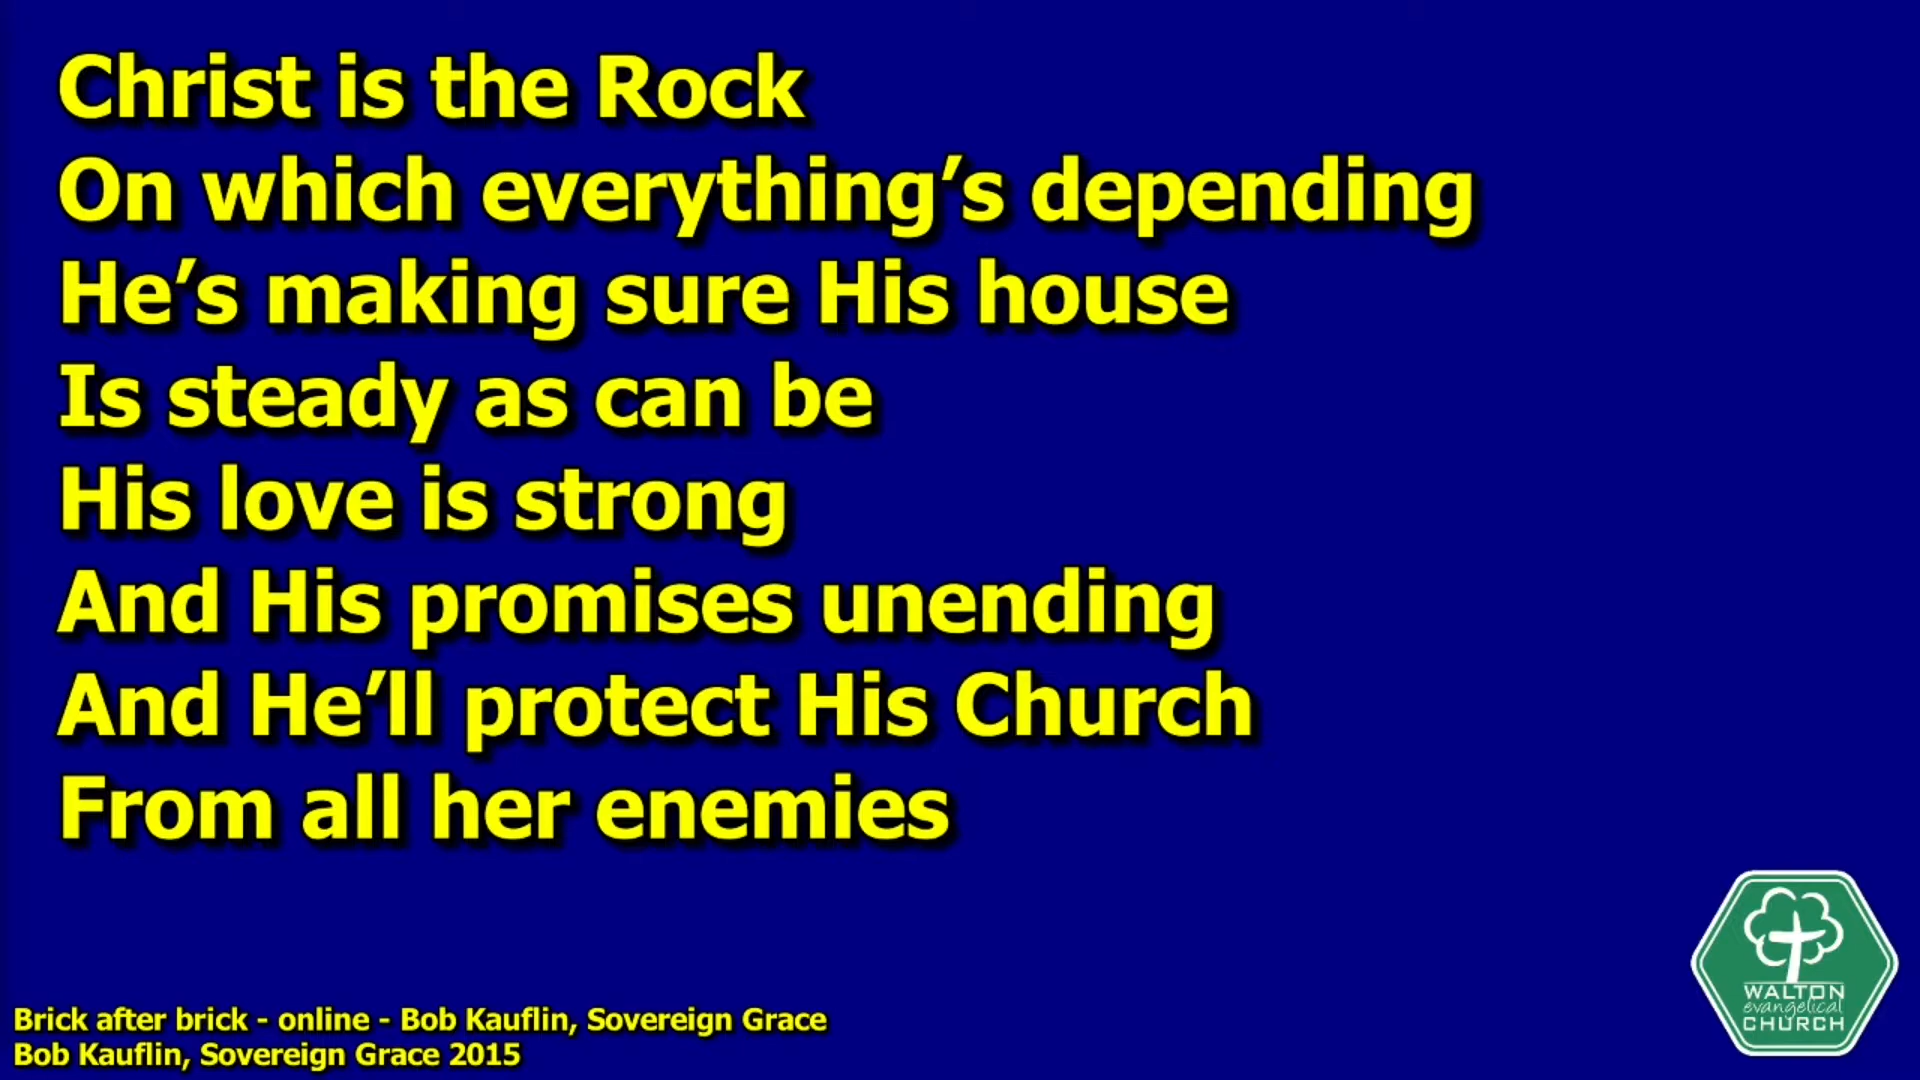 Christ is the Rock
On which everything’s depending
He’s making sure His house
Is steady as can be
His love is strong
And His promises unending
And He’ll protect His Church
From all her enemies
Brick after brick - online - Bob Kauflin, Sovereign Grace
Bob Kauflin, Sovereign Grace 2015
WALTON
evangelical
CHURCH